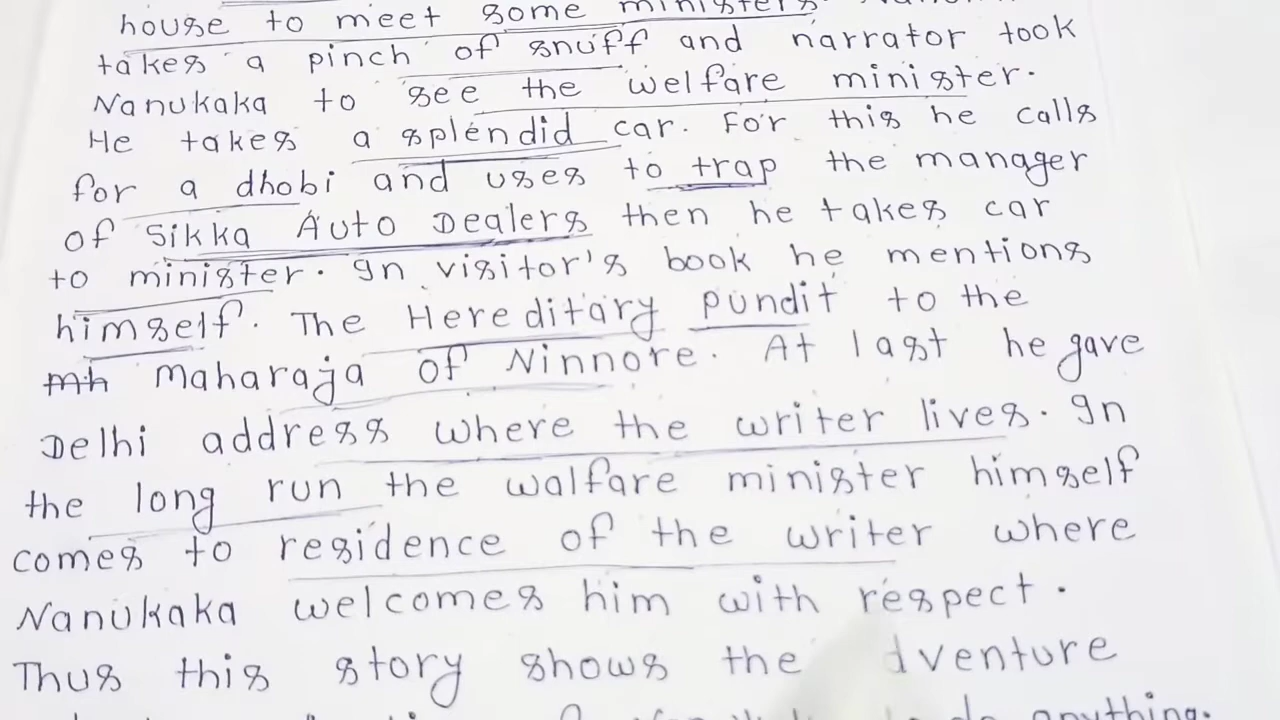 house to meet some ministers.
takes a pinch of snuff and narrator took
Nanukaka to see the welfare minister.
He takes a splendid car. For this he calls
for a dhobi and uses to trap the manager
of Sikka Auto Dealers then he takes car
to minister. In visitor's book he mentions
himself. The Hereditary pundit to the
mh Maharaja of Ninnore. At last he gave
Delhi address where the writer lives. In
the long run the walfare minister himself
comes to residence of the writer where
Nanukaka welcomes him with respect.
Thus this story shows the dventure
do anything.